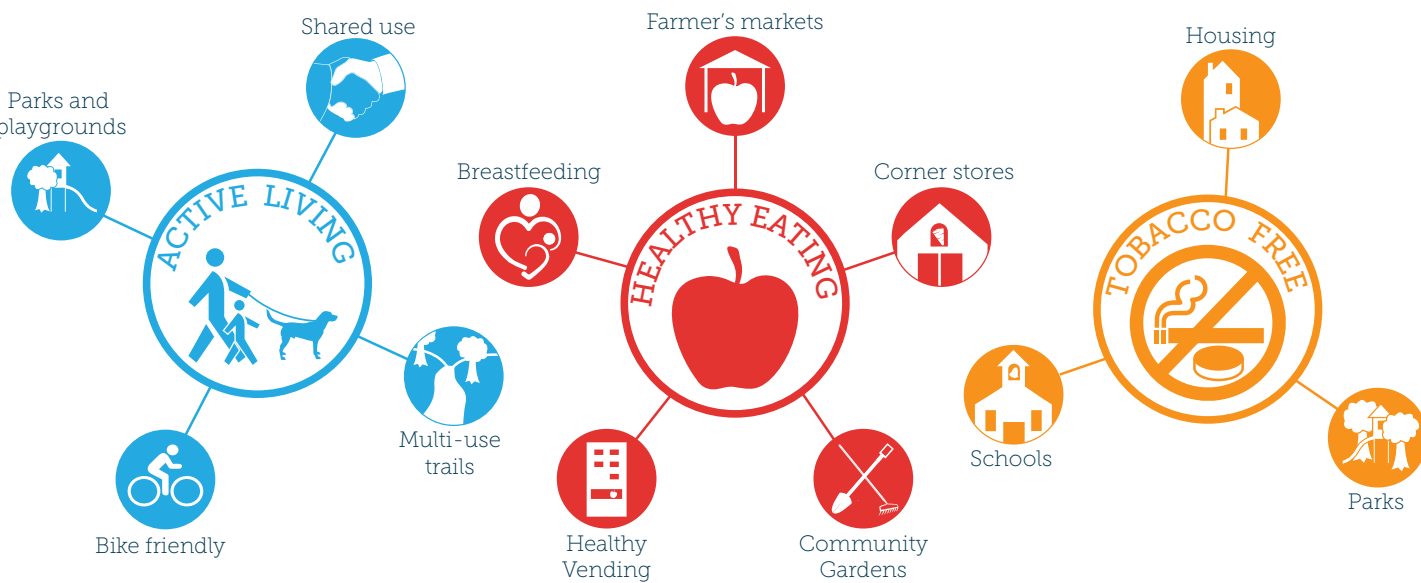 Shared use
Parks and
playgrounds
ACTIVE LIVING
Multi-use
trails
Bike friendly
Farmer's markets
Breastfeeding
Corner stores
HEALTHY EATING
Healthy
Vending
Community
Gardens
Housing
TOBACCO FREE
Schools
Parks